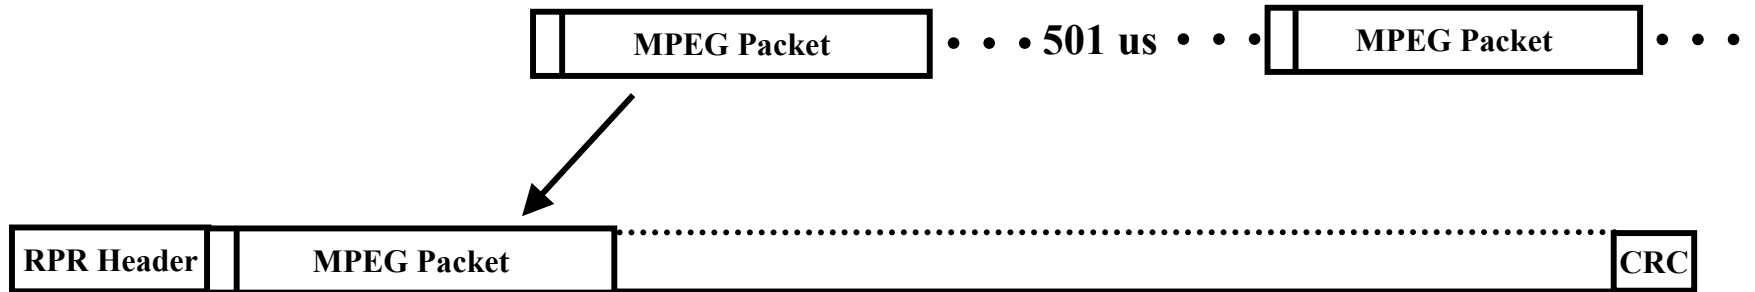 MPEG Packet • • • 501 us • • • MPEG Packet • • •
RPR Header MPEG Packet CRC